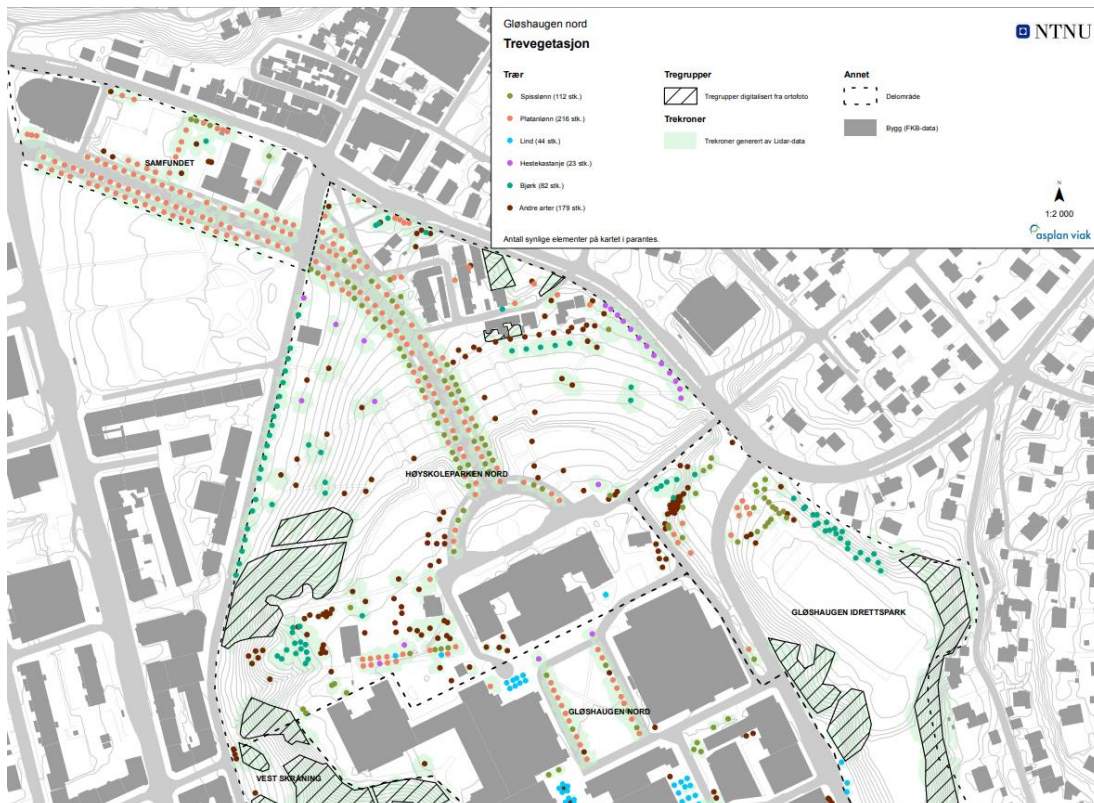 Gløshaugen nord
Trevegetasjon
NTNU
Trær
Spisslønn (112 stk.)
Platanlønn (216 stk.)
Lind (44 stk.)
Hestekastanje (23 stk.)
Bjørk (82 stk.)
Andre arter (179 stk.)
Tregrupper
Tregrupper digitalisert fra ortofoto
Trekroner
Trekroner generert av Lidar-data
Annet
Delområde
Bygg (FKB-data)
N
1:2 000
asplan viak
Antall synlige elementer på kartet i parantes.
SAMFUNDET
HØYSKOLEPARKEN NORD
GLØSHAUGEN IDRETTSPARK
GLØSHAUGEN NORD
VEST SKRÅNING